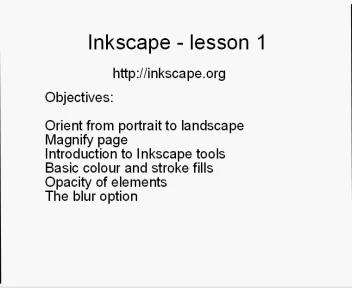 Inkscape - lesson 1
http://inkscape.org
Objectives:
Orient from portrait to landscape
Magnify page
Introduction to Inkscape tools
Basic colour and stroke fills
Opacity of elements
The blur option